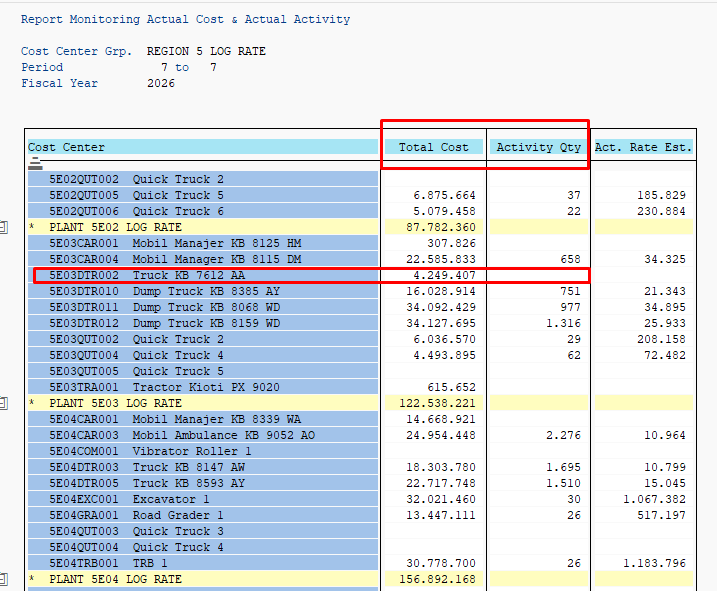 Report Monitoring Actual Cost & Actual Activity
Cost Center Grp. REGION 5 LOG RATE
Period 7 to 7
Fiscal Year 2026
Cost Center Total Cost Activity Qty Act. Rate Est.
5E02QUT002 Quick Truck 2
5E02QUT005 Quick Truck 5 6.875.664 37 185.829
5E02QUT006 Quick Truck 6 5.079.458 22 230.884
* PLANT 5E02 LOG RATE 87.782.360
5E03CAR001 Mobil Manajer KB 8125 HM 307.826
5E03CAR004 Mobil Manager KB 8115 DM 22.585.833 658 34.325
5E03DTR002 Truck KB 7612 AA 4.249.407
5E03DTR010 Dump Truck KB 8385 AY 16.028.914 751 21.343
5E03DTR011 Dump Truck KB 8068 WD 34.092.429 977 34.895
5E03DTR012 Dump Truck KB 8159 WD 34.127.695 1.316 25.933
5E03QUT002 Quick Truck 2 6.036.570 29 208.158
5E03QUT004 Quick Truck 4 4.493.895 62 72.482
5E03QUT005 Quick Truck 5
5E03TRA001 Tractor Kioti PX 9020 615.652
* PLANT 5E03 LOG RATE 122.538.221
5E04CAR001 Mobil Manajer KB 8339 WA 14.668.921
5E04CAR003 Mobil Ambulance KB 9052 AO 24.954.448 2.276 10.964
5E04COM001 Vibrator Roller 1
5E04DTR003 Truck KB 8147 AW 18.303.780 1.695 10.799
5E04DTR005 Truck KB 8593 AY 22.717.748 1.510 15.045
5E04EXC001 Excavator 1 32.021.460 30 1.067.382
5E04GRA001 Road Grader 1 13.447.111 26 517.197
5E04QUT003 Quick Truck 3
5E04QUT004 Quick Truck 4
5E04TRB001 TRB 1 30.778.700 26 1.183.796
* PLANT 5E04 LOG RATE 156.892.168